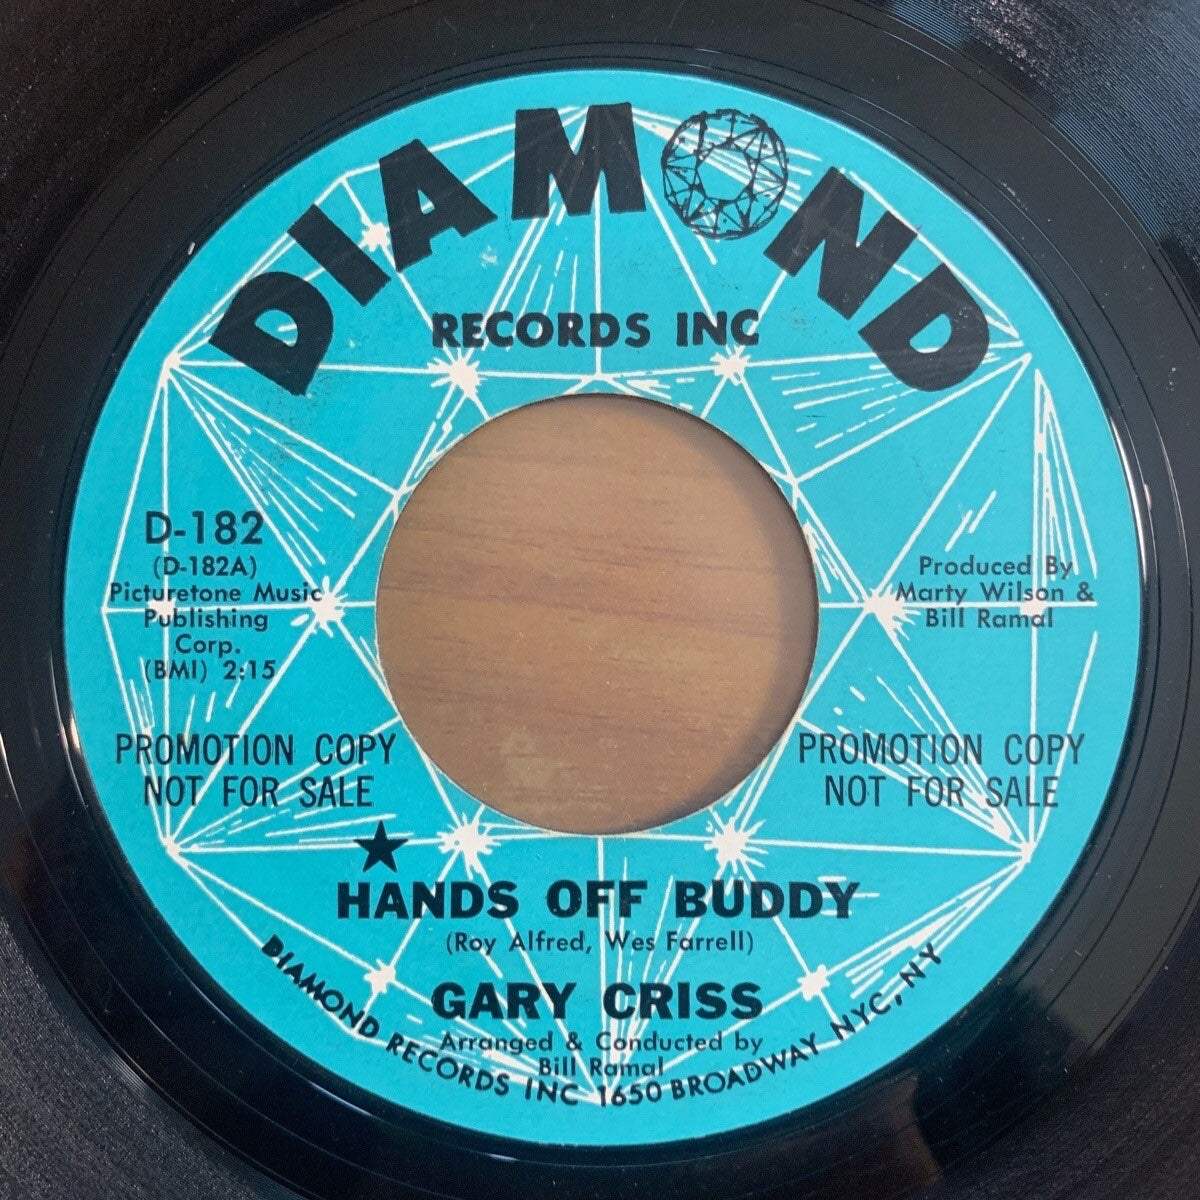 DIAMOND
RECORDS INC
D-182
(D-182A)
Picturetone Music
Publishing
Corp.
(BMI) 2:15
Produced By
Marty Wilson &
Bill Ramal
PROMOTION COPY
NOT FOR SALE
PROMOTION COPY
NOT FOR SALE
★
HANDS OFF BUDDY
(Roy Alfred, Wes Farrell)
GARY CRISS
Arranged & Conducted by
Bill Ramal
DIAMOND RECORDS INC 1650 BROADWAY NYC, NY